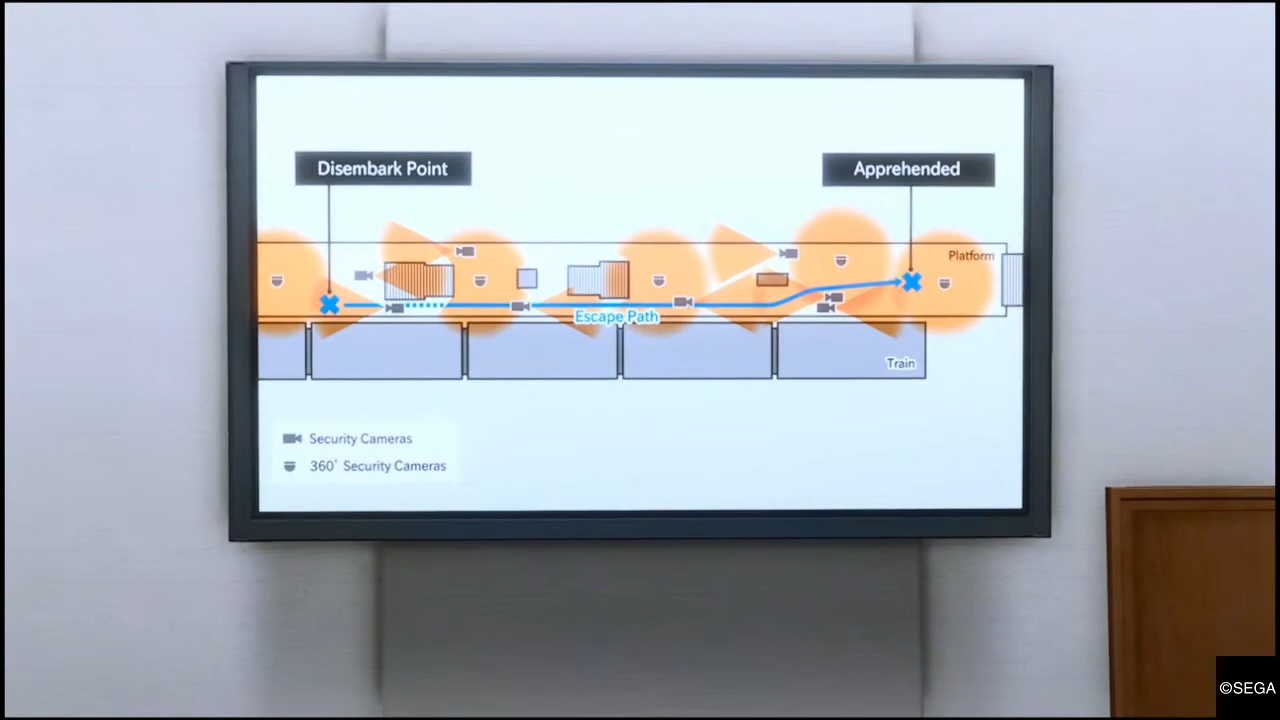 Disembark Point
Apprehended
Platform
Escape Path
Train
Security Cameras
360° Security Cameras
©SEGA